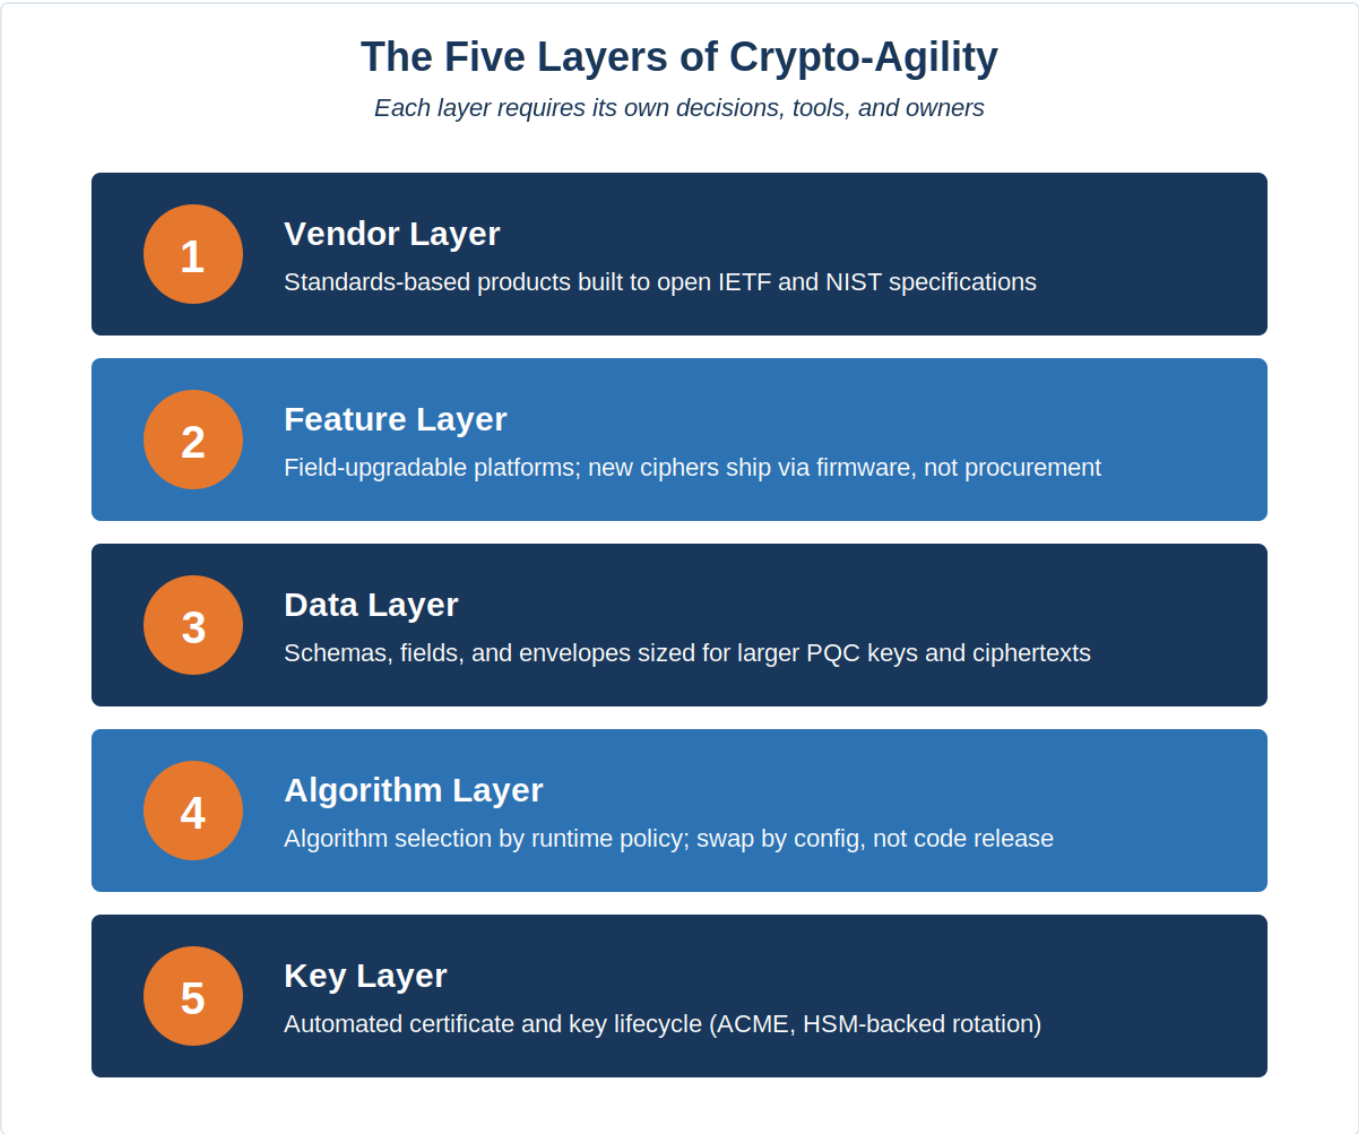 The Five Layers of Crypto-Agility
Each layer requires its own decisions, tools, and owners
1
Vendor Layer
Standards-based products built to open IETF and NIST specifications
2
Feature Layer
Field-upgradable platforms; new ciphers ship via firmware, not procurement
3
Data Layer
Schemas, fields, and envelopes sized for larger PQC keys and ciphertexts
4
Algorithm Layer
Algorithm selection by runtime policy; swap by config, not code release
5
Key Layer
Automated certificate and key lifecycle (ACME, HSM-backed rotation)